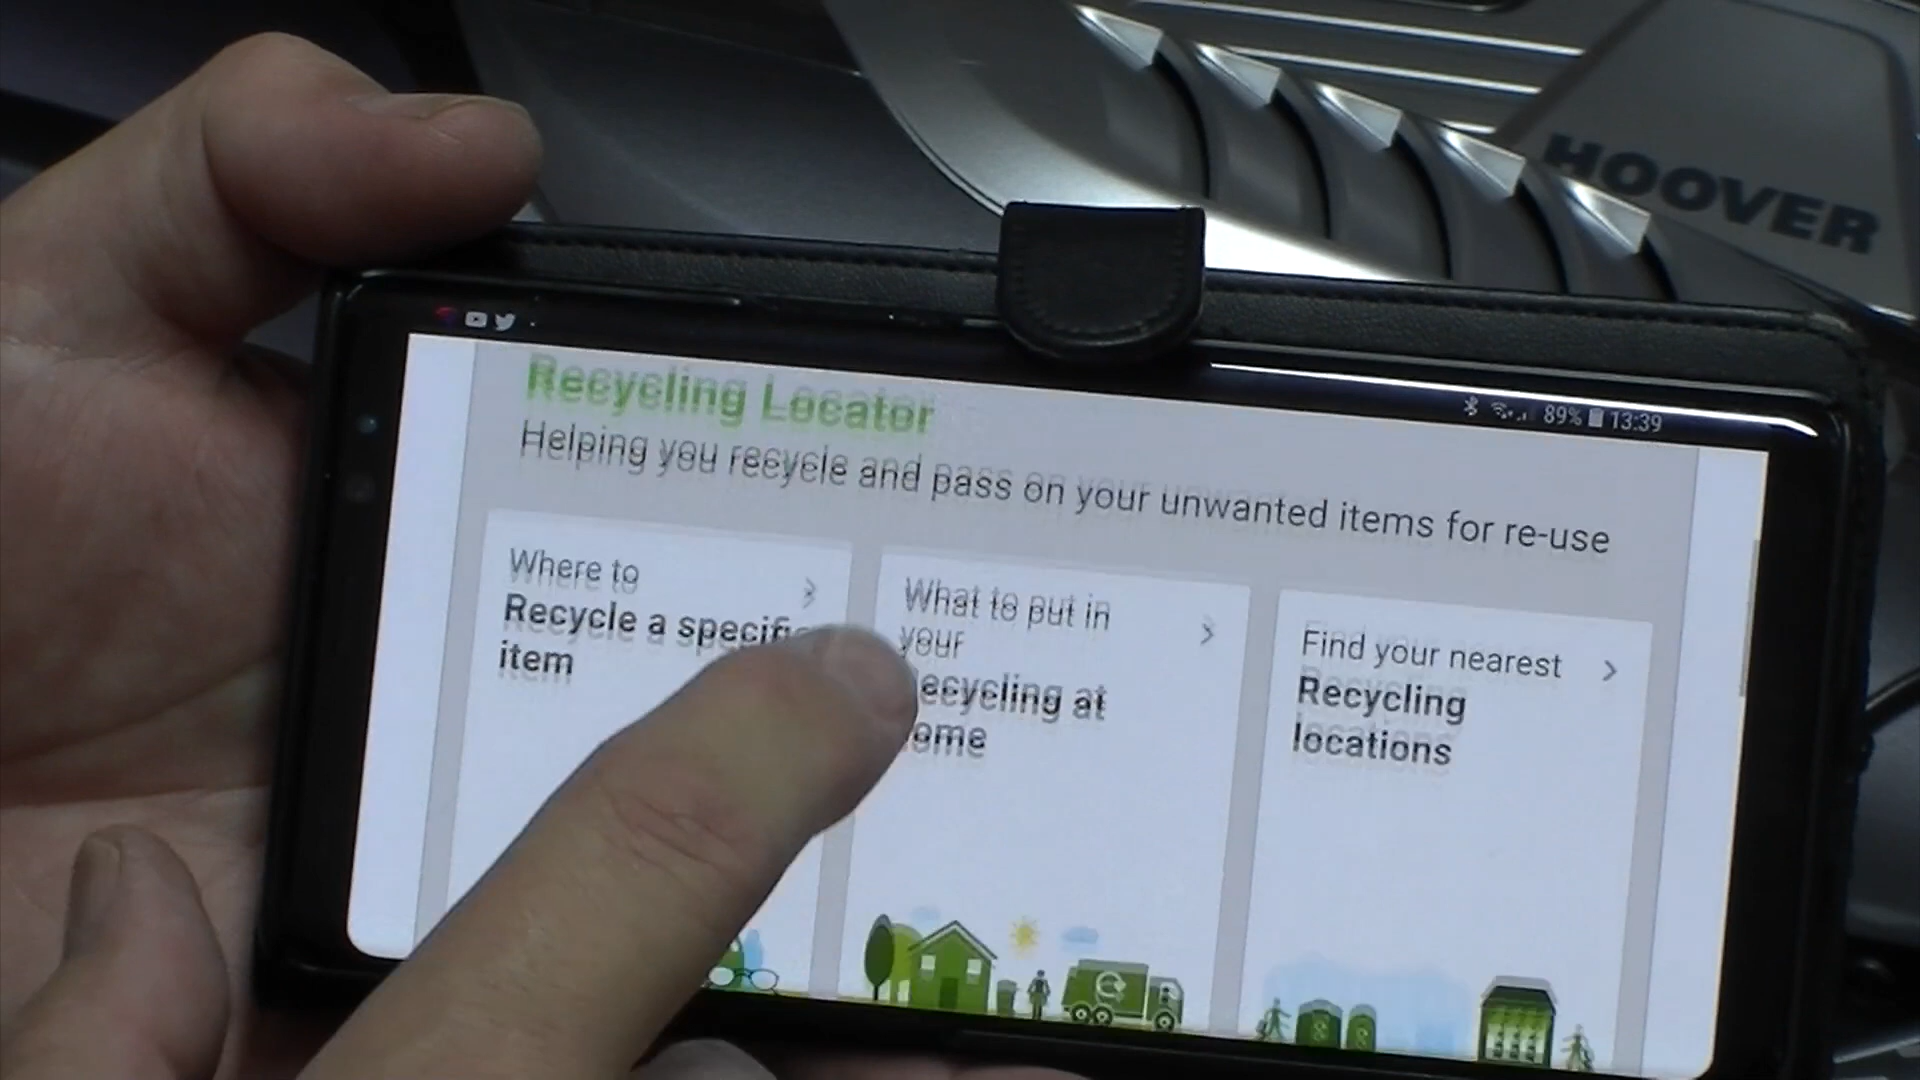 HOOVER
89% 13:39
Recycling Locator
Helping you recycle and pass on your unwanted items for re-use
Where to
Recycle a specific
item
What to put in
your
ecycling at
ome
Find your nearest
Recycling
locations